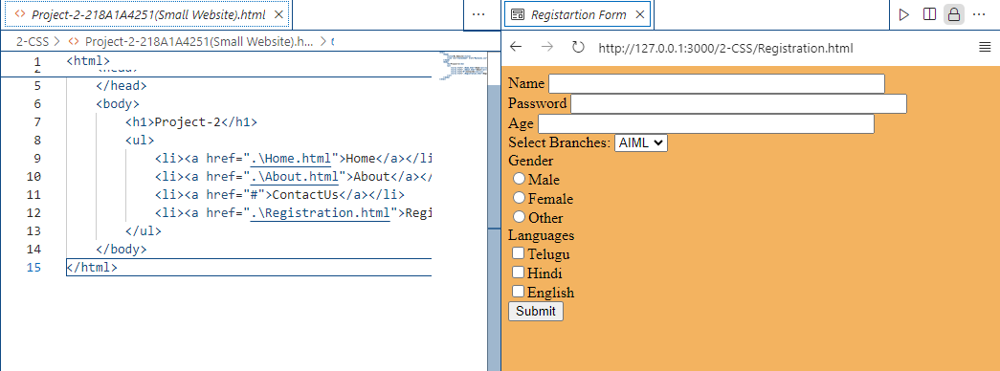 Project-2-218A1A4251(Small Website).html
2-CSS > Project-2-218A1A4251(Small Website).h... >
1 <html>
2 <head>
5 </head>
6 <body>
7 <h1>Project-2</h1>
8 <ul>
9 <li><a href=".\Home.html">Home</a></li
10 <li><a href=".\About.html">About</a></
11 <li><a href="#">ContactUs</a></li>
12 <li><a href=".\Registration.html">Regi
13 </ul>
14 </body>
15 </html>
Registartion Form
http://127.0.0.1:3000/2-CSS/Registration.html
Name
Password
Age
Select Branches: AIML
Gender
Male
Female
Other
Languages
Telugu
Hindi
English
Submit